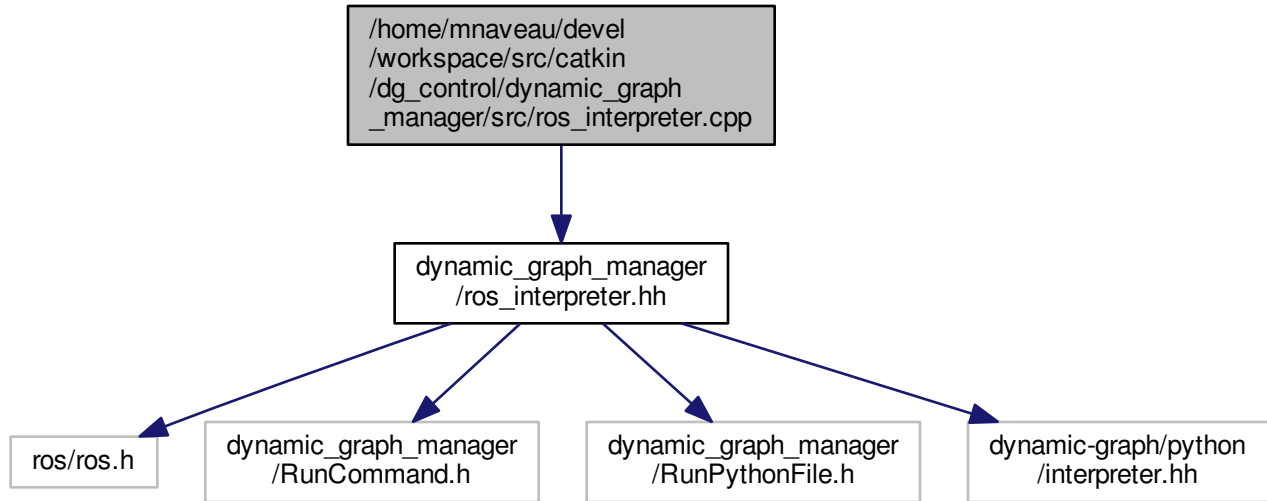 /home/mnaveau/devel
/workspace/src/catkin
/dg_control/dynamic_graph
_manager/src/ros_interpreter.cpp
dynamic_graph_manager
/ros_interpreter.hh
ros/ros.h
dynamic_graph_manager
/RunCommand.h
dynamic_graph_manager
/RunPythonFile.h
dynamic-graph/python
/interpreter.hh